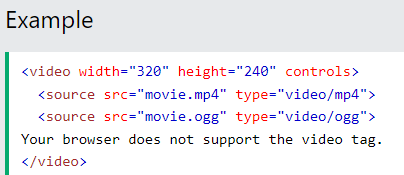 Example
<video width="320" height="240" controls>
<source src="movie.mp4" type="video/mp4">
<source src="movie.ogg" type="video/ogg">
Your browser does not support the video tag.
</video>